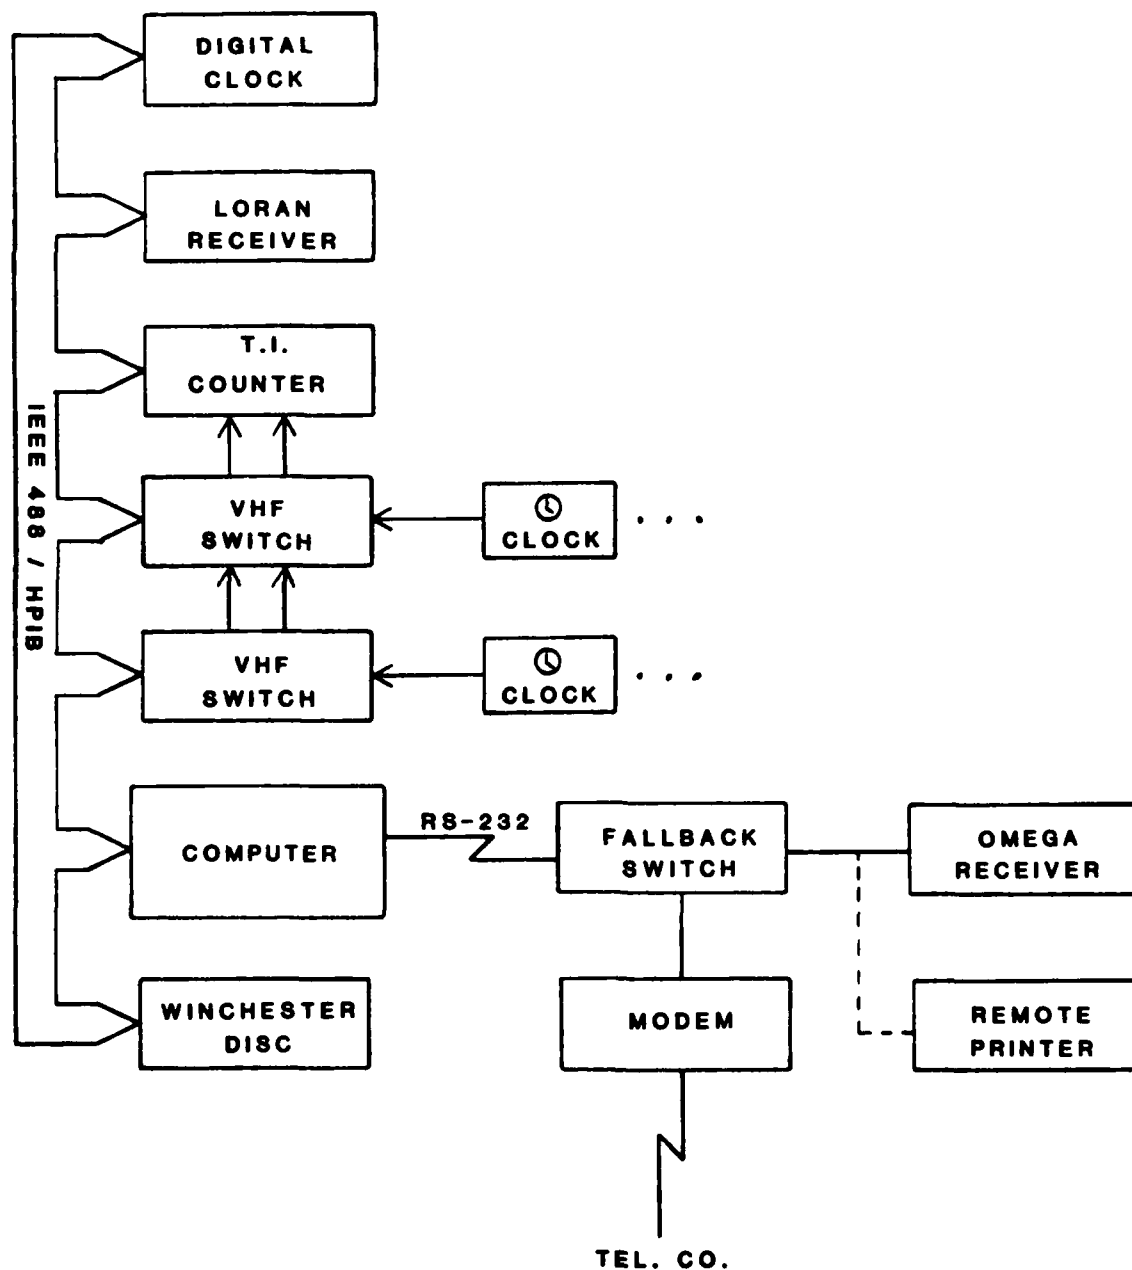 DIGITAL
CLOCK
LORAN
RECEIVER
T.I.
COUNTER
IEEE 488 / HPIB
VHF
SWITCH
CLOCK
. . .
VHF
SWITCH
CLOCK
. . .
COMPUTER
RS-232
FALLBACK
SWITCH
OMEGA
RECEIVER
WINCHESTER
DISC
MODEM
REMOTE
PRINTER
TEL. CO.